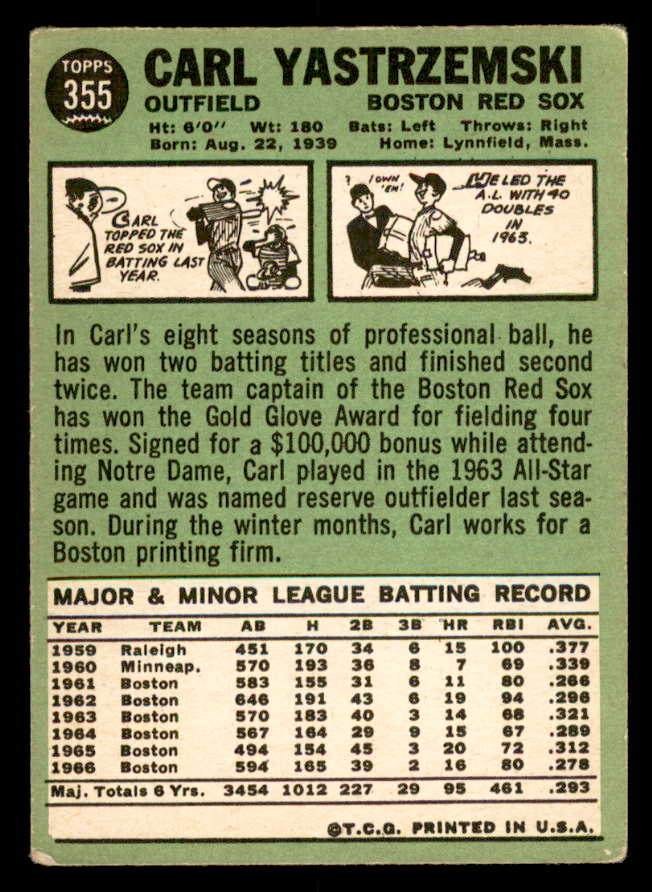 TOPPS
355
CARL YASTRZEMSKI
OUTFIELD BOSTON RED SOX
Ht: 6'0" Wt: 180 Bats: Left Throws: Right
Born: Aug. 22, 1939 Home: Lynnfield, Mass.
CARL
TOPPED THE
RED SOX IN
BATTING LAST
YEAR.
?
I OWN
'EM!
HE LED THE
A.L. WITH 40
DOUBLES
IN
1963.
In Carl's eight seasons of professional ball, he
has won two batting titles and finished second
twice. The team captain of the Boston Red Sox
has won the Gold Glove Award for fielding four
times. Signed for a $100,000 bonus while attend-
ing Notre Dame, Carl played in the 1963 All-Star
game and was named reserve outfielder last sea-
son. During the winter months, Carl works for a
Boston printing firm.
MAJOR & MINOR LEAGUE BATTING RECORD
YEAR TEAM AB H 2B 3B HR RBI AVG.
1959 Raleigh 451 170 34 6 15 100 .377
1960 Minneap. 570 193 36 8 7 69 .339
1961 Boston 583 155 31 6 11 80 .266
1962 Boston 646 191 43 6 19 94 .296
1963 Boston 570 183 40 3 14 68 .321
1964 Boston 567 164 29 9 15 67 .289
1965 Boston 494 154 45 3 20 72 .312
1966 Boston 594 165 39 2 16 80 .278
Maj. Totals 6 Yrs. 3454 1012 227 29 95 461 .293
©T.C.G. PRINTED IN U.S.A.